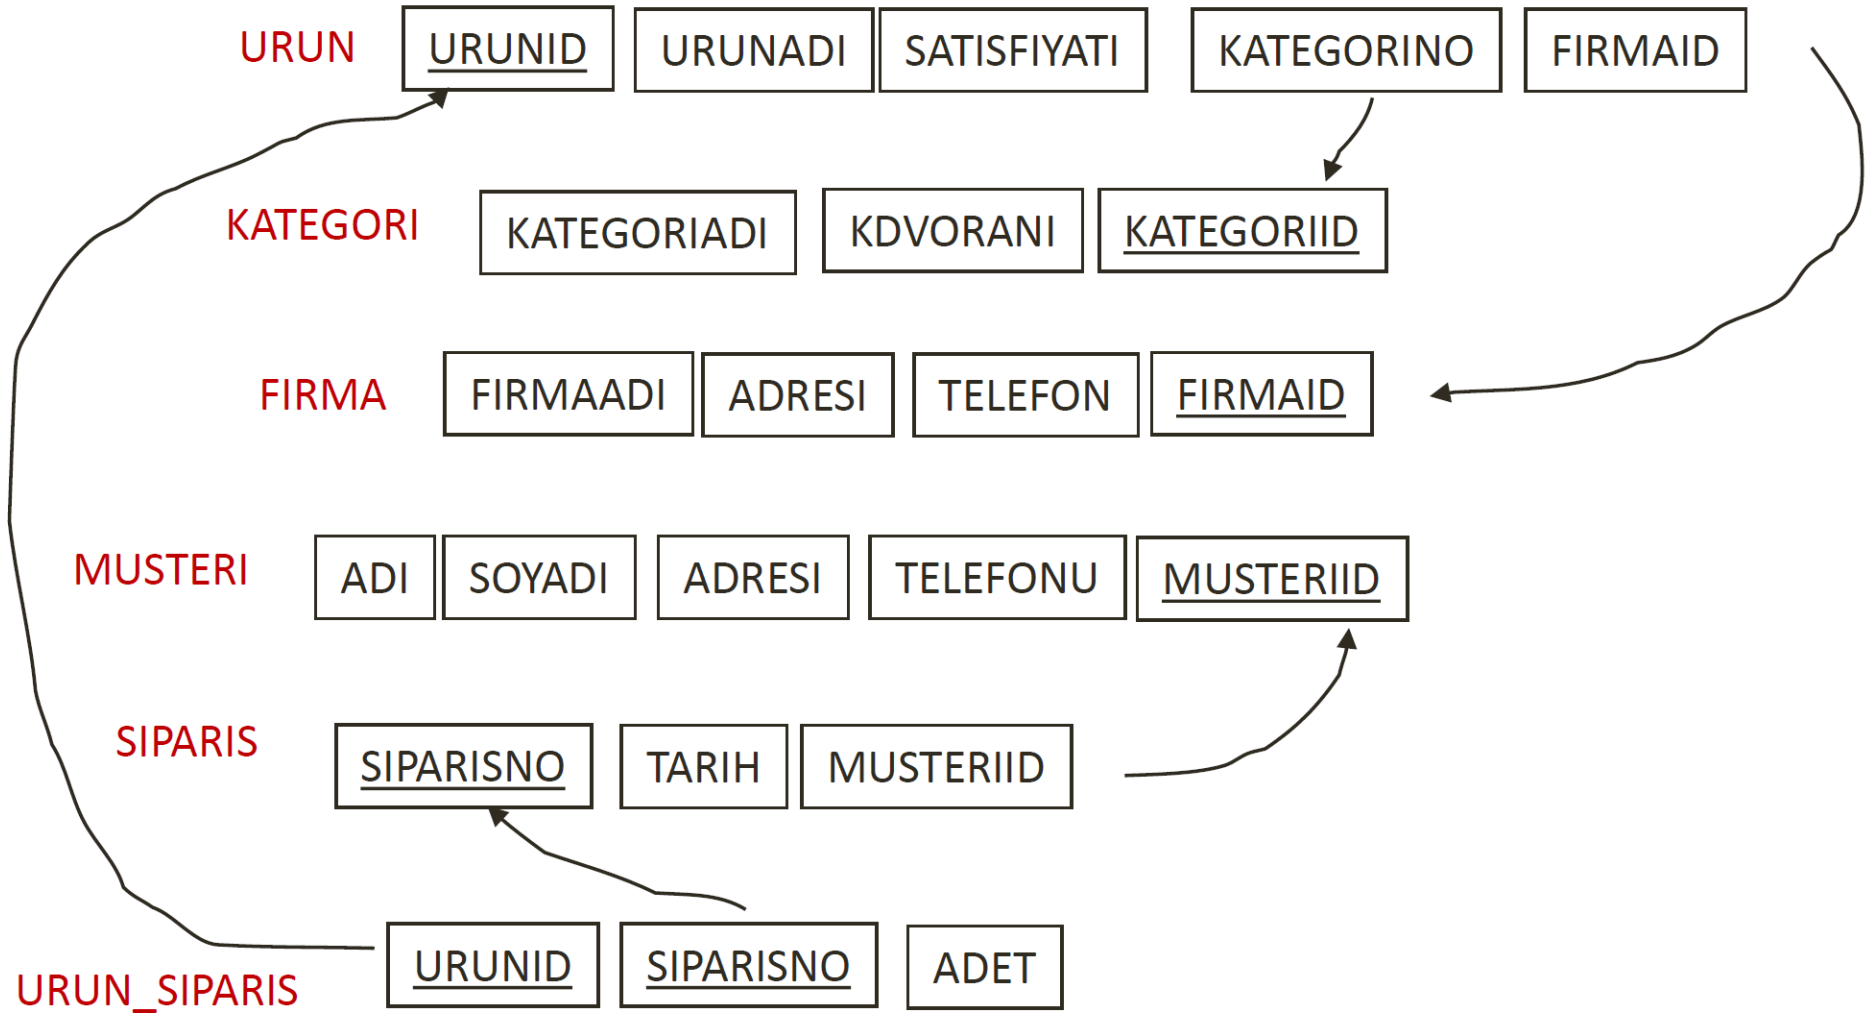 URUN URUNID URUNADI SATISFIYATI KATEGORINO FIRMAID
KATEGORI KATEGORIADI KDVORANI KATEGORIID
FIRMA FIRMAADI ADRESI TELEFON FIRMAID
MUSTERI ADI SOYADI ADRESI TELEFONU MUSTERIID
SIPARIS SIPARISNO TARIH MUSTERIID
URUN_SIPARIS URUNID SIPARISNO ADET